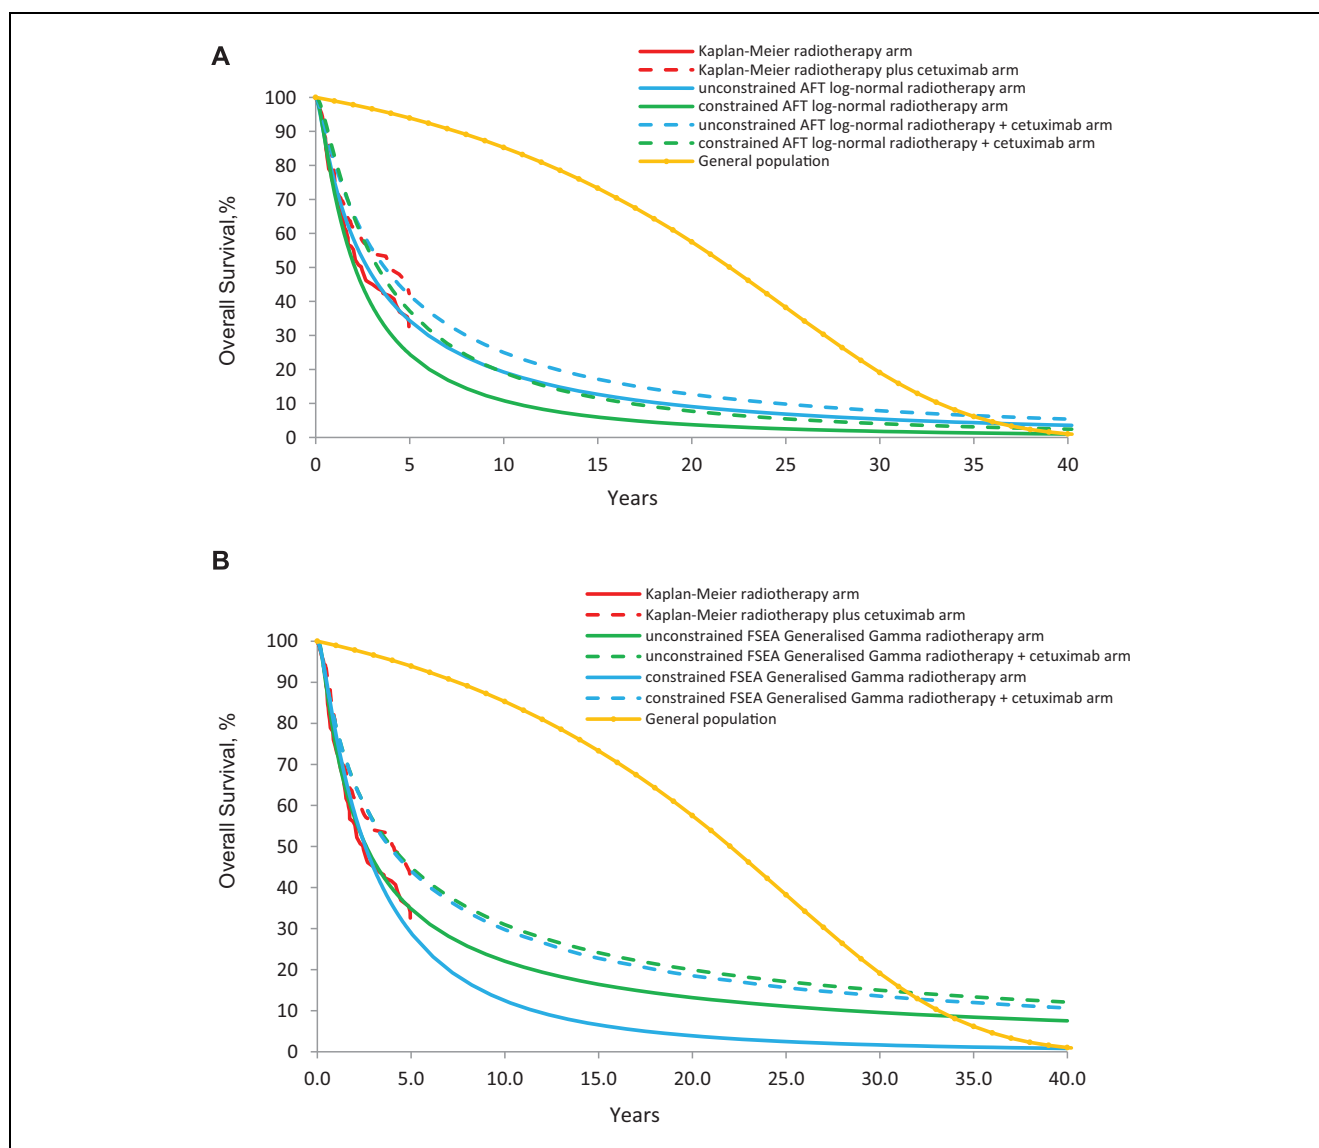 A
Kaplan-Meier radiotherapy arm
Kaplan-Meier radiotherapy plus cetuximab arm
unconstrained AFT log-normal radiotherapy arm
constrained AFT log-normal radiotherapy arm
unconstrained AFT log-normal radiotherapy + cetuximab arm
constrained AFT log-normal radiotherapy + cetuximab arm
General population
100
90
80
70
60
50
40
30
20
10
0
Overall Survival,%
0 5 10 15 20 25 30 35 40
Years
B
Kaplan-Meier radiotherapy arm
Kaplan-Meier radiotherapy plus cetuximab arm
unconstrained FSEA Generalised Gamma radiotherapy arm
unconstrained FSEA Generalised Gamma radiotherapy + cetuximab arm
constrained FSEA Generalised Gamma radiotherapy arm
constrained FSEA Generalised Gamma radiotherapy + cetuximab arm
General population
100
90
80
70
60
50
40
30
20
10
0
Overall Survival, %
0.0 5.0 10.0 15.0 20.0 25.0 30.0 35.0 40.0
Years